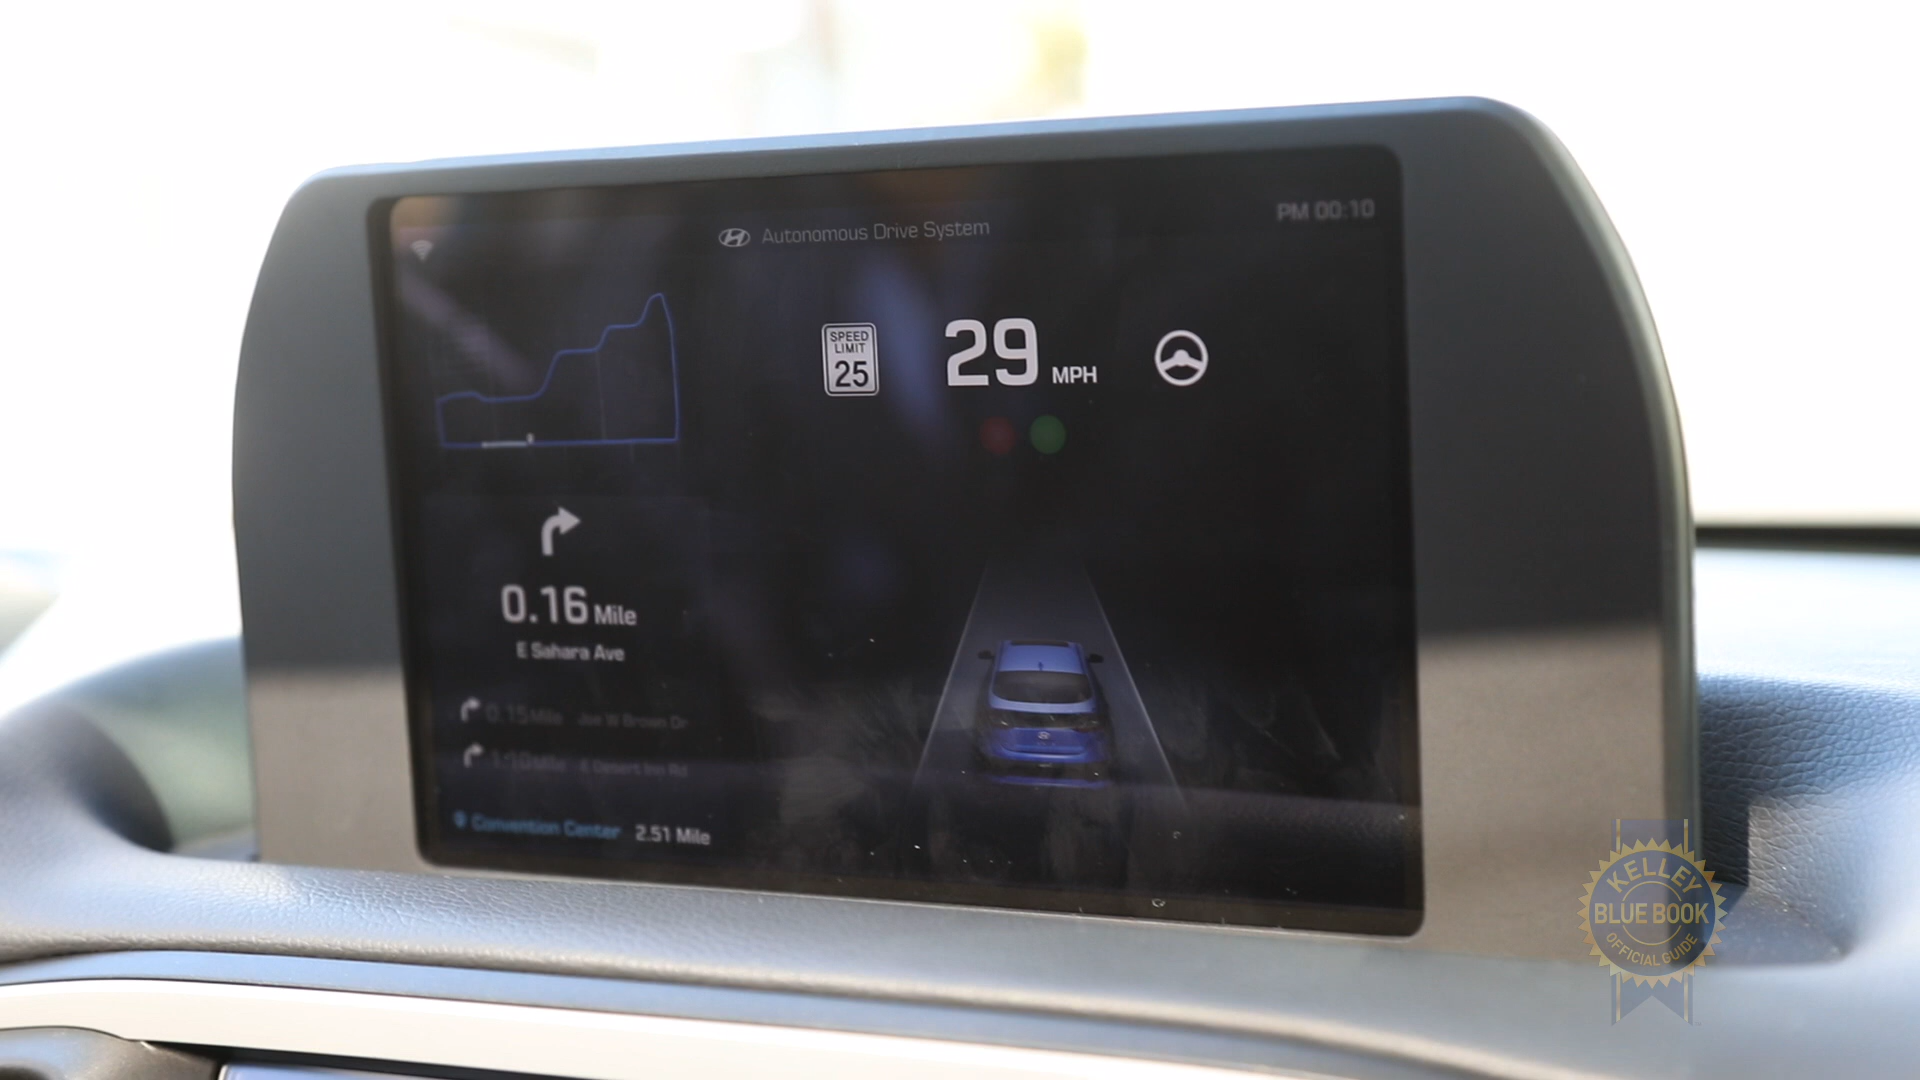 Autonomous Drive System
PM 00:10
SPEED
LIMIT
25
29 MPH
0.16 Mile
E Sahara Ave
0.15 Mile Joe W Brown Dr
1.10 Mile E Desert Inn Rd
Convention Center 2.51 Mile
KELLEY
BLUE BOOK
OFFICIAL GUIDE